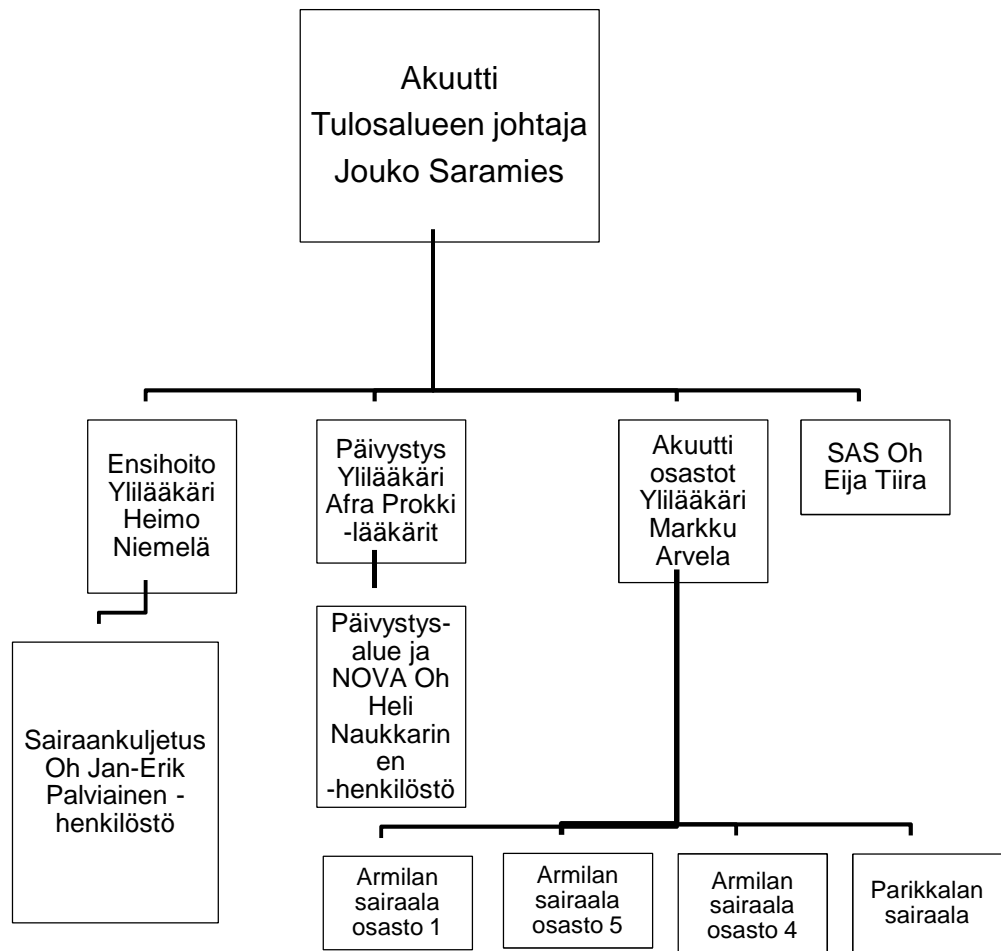 Akuutti
Tulosalueen johtaja
Jouko Saramies
Ensihoito
Ylilääkäri
Heimo
Niemelä
Päivystys
Ylilääkäri
Afra Prokki
-lääkärit
Akuutti
osastot
Ylilääkäri
Markku
Arvela
SAS Oh
Eija Tiira
Sairaankuljetus
Oh Jan-Erik
Palviainen -
henkilöstö
Päivystys-
alue ja
NOVA Oh
Heli
Naukkarin
en
-henkilöstö
Armilan
sairaala
osasto 1
Armilan
sairaala
osasto 5
Armilan
sairaala
osasto 4
Parikkalan
sairaala